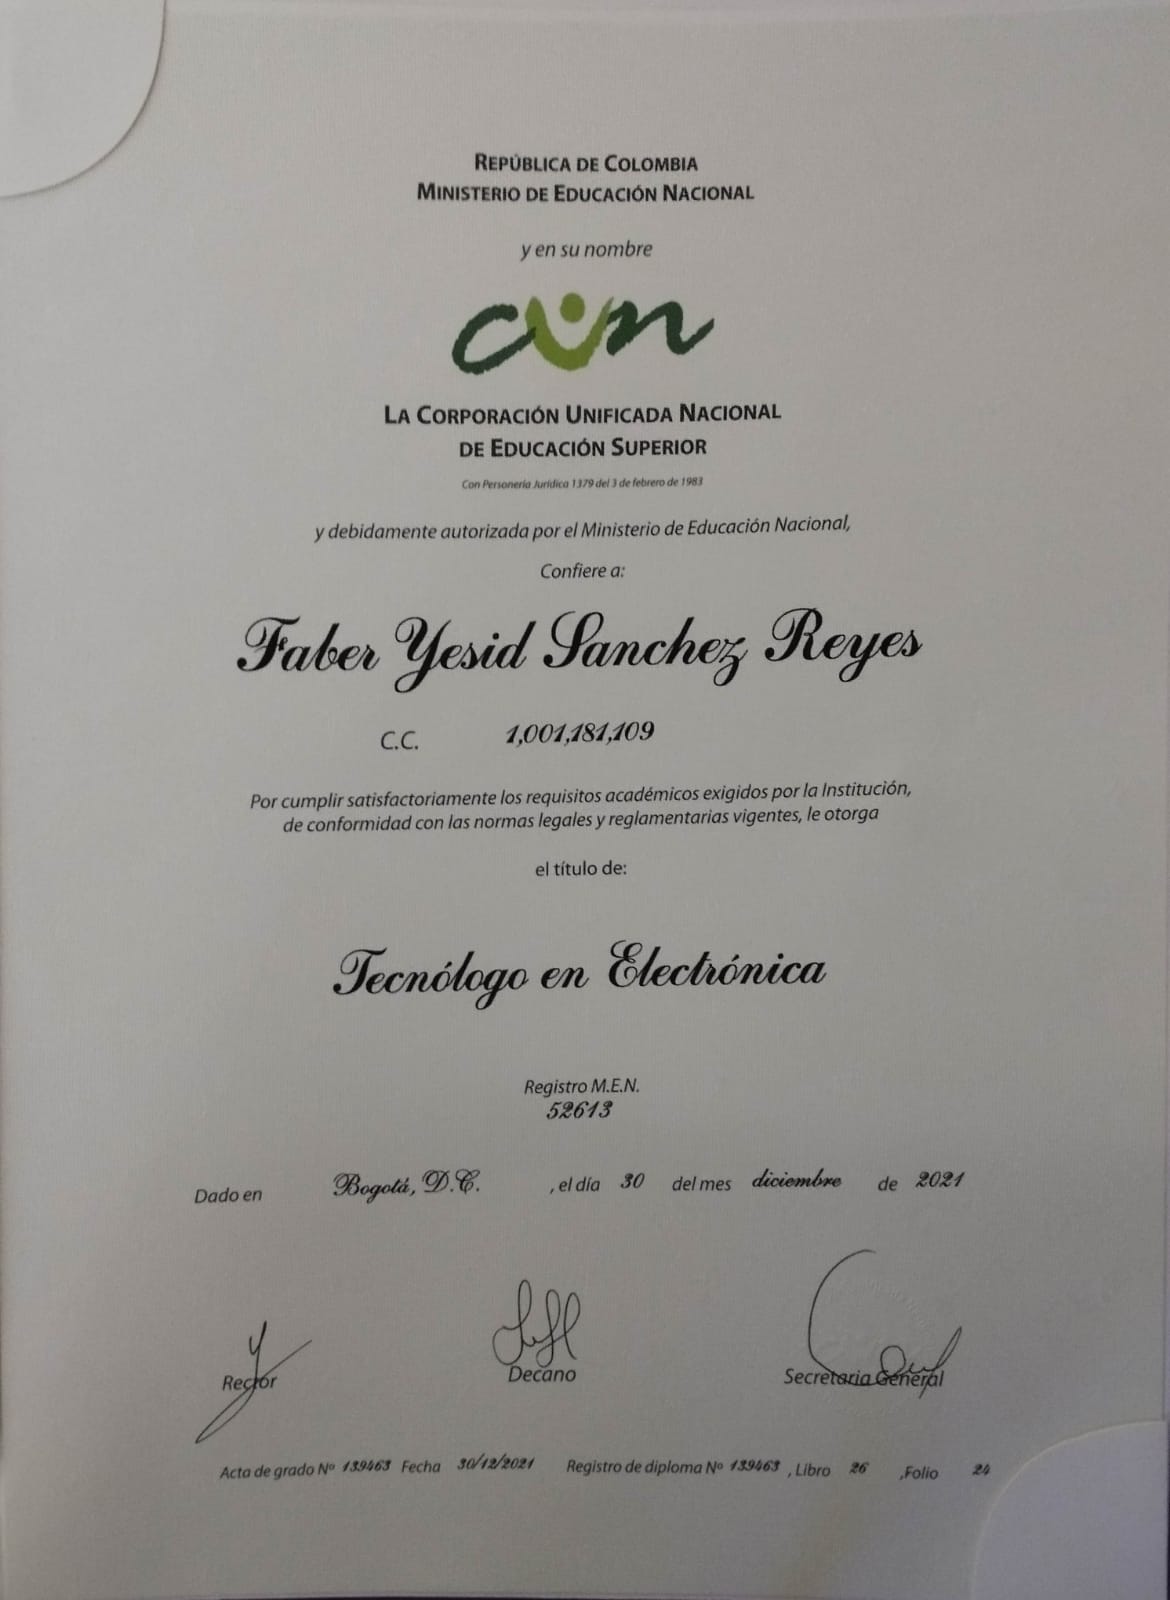 REPÚBLICA DE COLOMBIA
MINISTERIO DE EDUCACIÓN NACIONAL
y en su nombre
cun
LA CORPORACIÓN UNIFICADA NACIONAL
DE EDUCACIÓN SUPERIOR
Con Personería Jurídica 1379 del 3 de febrero de 1983
y debidamente autorizada por el Ministerio de Educación Nacional,
Confiere a:
Faber Yesid Sanchez Reyes
C.C. 1,001,181,109
Por cumplir satisfactoriamente los requisitos académicos exigidos por la Institución,
de conformidad con las normas legales y reglamentarias vigentes, le otorga
el título de:
Tecnólogo en Electrónica
Registro M.E.N.
52613
Dado en Bogotá, D.C. , el día 30 del mes diciembre de 2021
Rector Decano Secretaria General
Acta de grado Nº 139463 Fecha 30/12/2021 Registro de diploma Nº 139463 , Libro 26 ,Folio 24